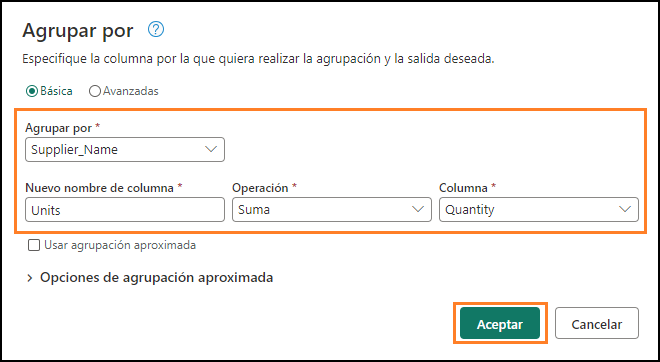 Agrupar por ?
Especifique la columna por la que quiera realizar la agrupación y la salida deseada.
Básica Avanzadas
Agrupar por *
Supplier_Name
Nuevo nombre de columna * Operación * Columna *
Units Suma Quantity
Usar agrupación aproximada
> Opciones de agrupación aproximada
Aceptar Cancelar